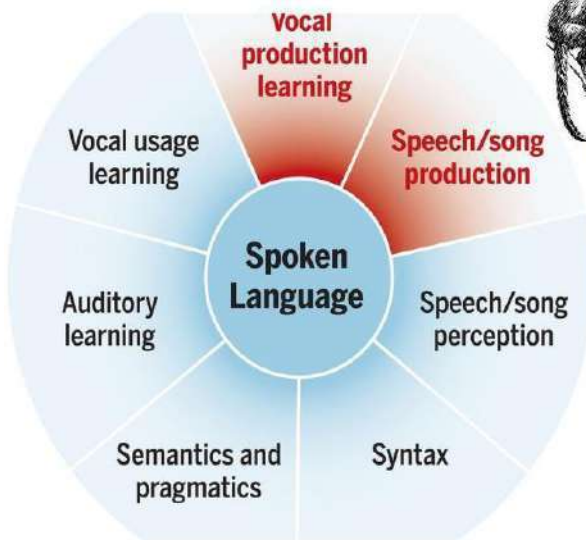 Vocal
production
learning
Speech/song
production
Speech/song
perception
Syntax
Semantics and
pragmatics
Auditory
learning
Vocal usage
learning
Spoken
Language